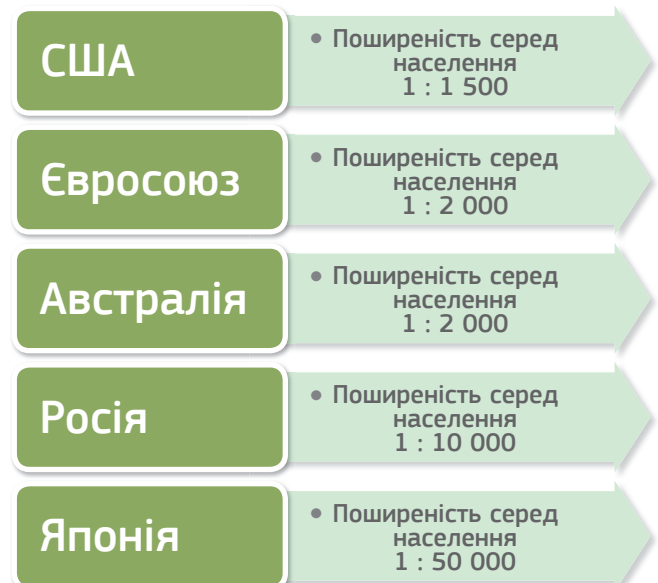 США
• Поширеність серед
населення
1 : 1 500
Євросоюз
• Поширеність серед
населення
1 : 2 000
Австралія
• Поширеність серед
населення
1 : 2 000
Росія
• Поширеність серед
населення
1 : 10 000
Японія
• Поширеність серед
населення
1 : 50 000